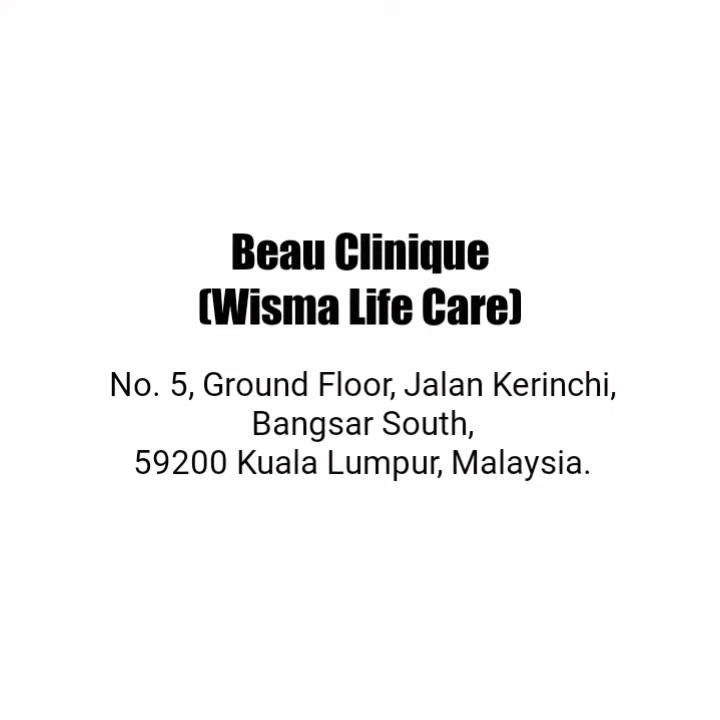 Beau Clinique
(Wisma Life Care)
No. 5, Ground Floor, Jalan Kerinchi,
Bangsar South,
59200 Kuala Lumpur, Malaysia.